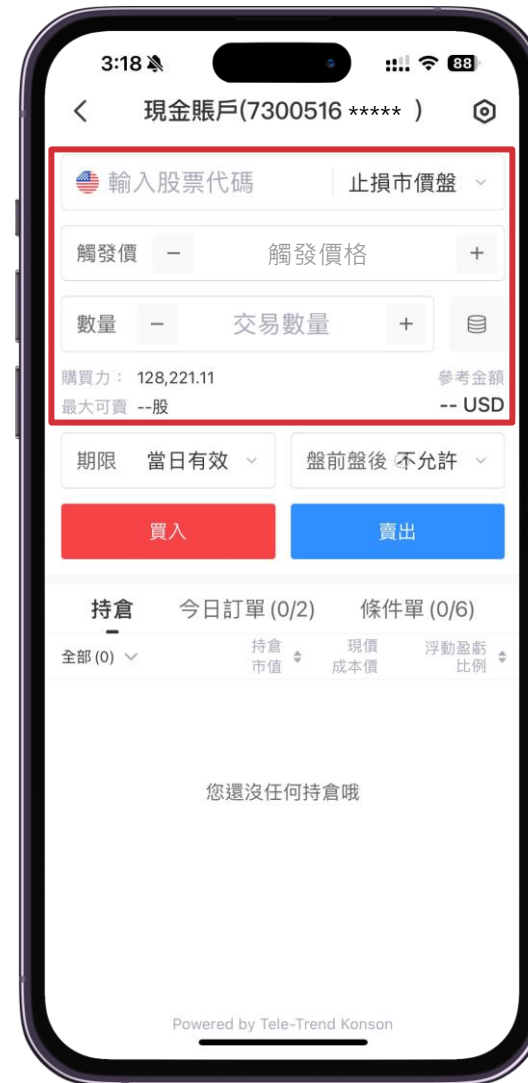 3:18 88
現金賬戶(7300516 ***** )
輸入股票代碼 止損市價盤
觸發價 − 觸發價格 +
數量 − 交易數量 +
購買力： 128,221.11 參考金額
最大可賣 --股 -- USD
期限 當日有效 盤前盤後 不允許
買入 賣出
持倉 今日訂單 (0/2) 條件單 (0/6)
全部 (0) 持倉 現價 浮動盈虧
市值 成本價 比例
您還沒任何持倉哦
Powered by Tele-Trend Konson